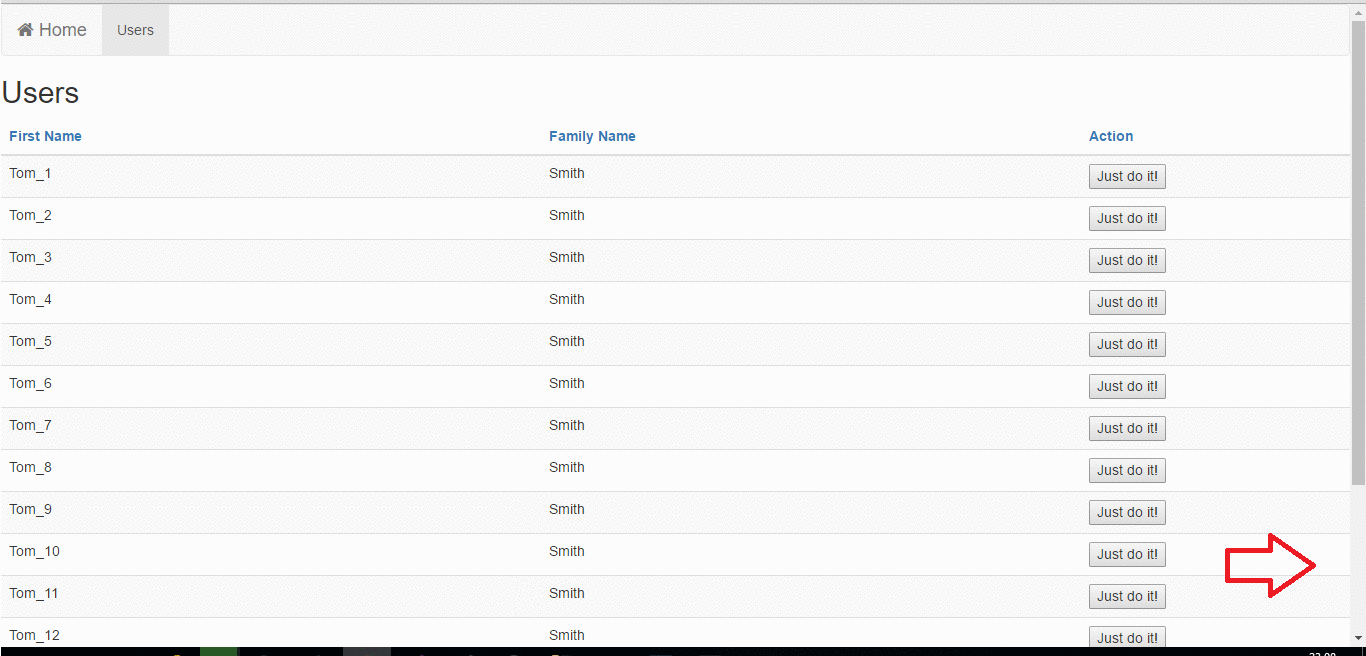 Home Users
Users
First Name Family Name Action
Tom_1 Smith Just do it!
Tom_2 Smith Just do it!
Tom_3 Smith Just do it!
Tom_4 Smith Just do it!
Tom_5 Smith Just do it!
Tom_6 Smith Just do it!
Tom_7 Smith Just do it!
Tom_8 Smith Just do it!
Tom_9 Smith Just do it!
Tom_10 Smith Just do it!
Tom_11 Smith Just do it!
Tom_12 Smith Just do it!